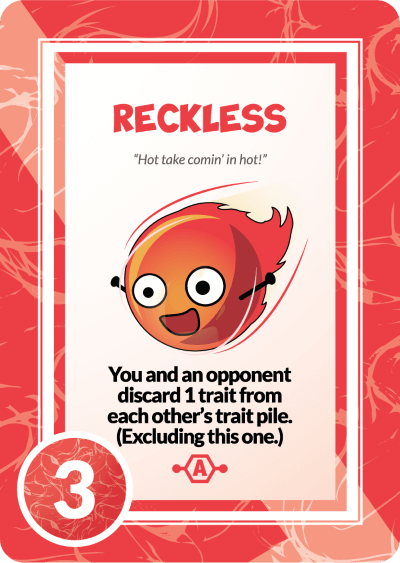 RECKLESS
“Hot take comin’ in hot!”
You and an opponent
discard 1 trait from
each other’s trait pile.
(Excluding this one.)
A
3